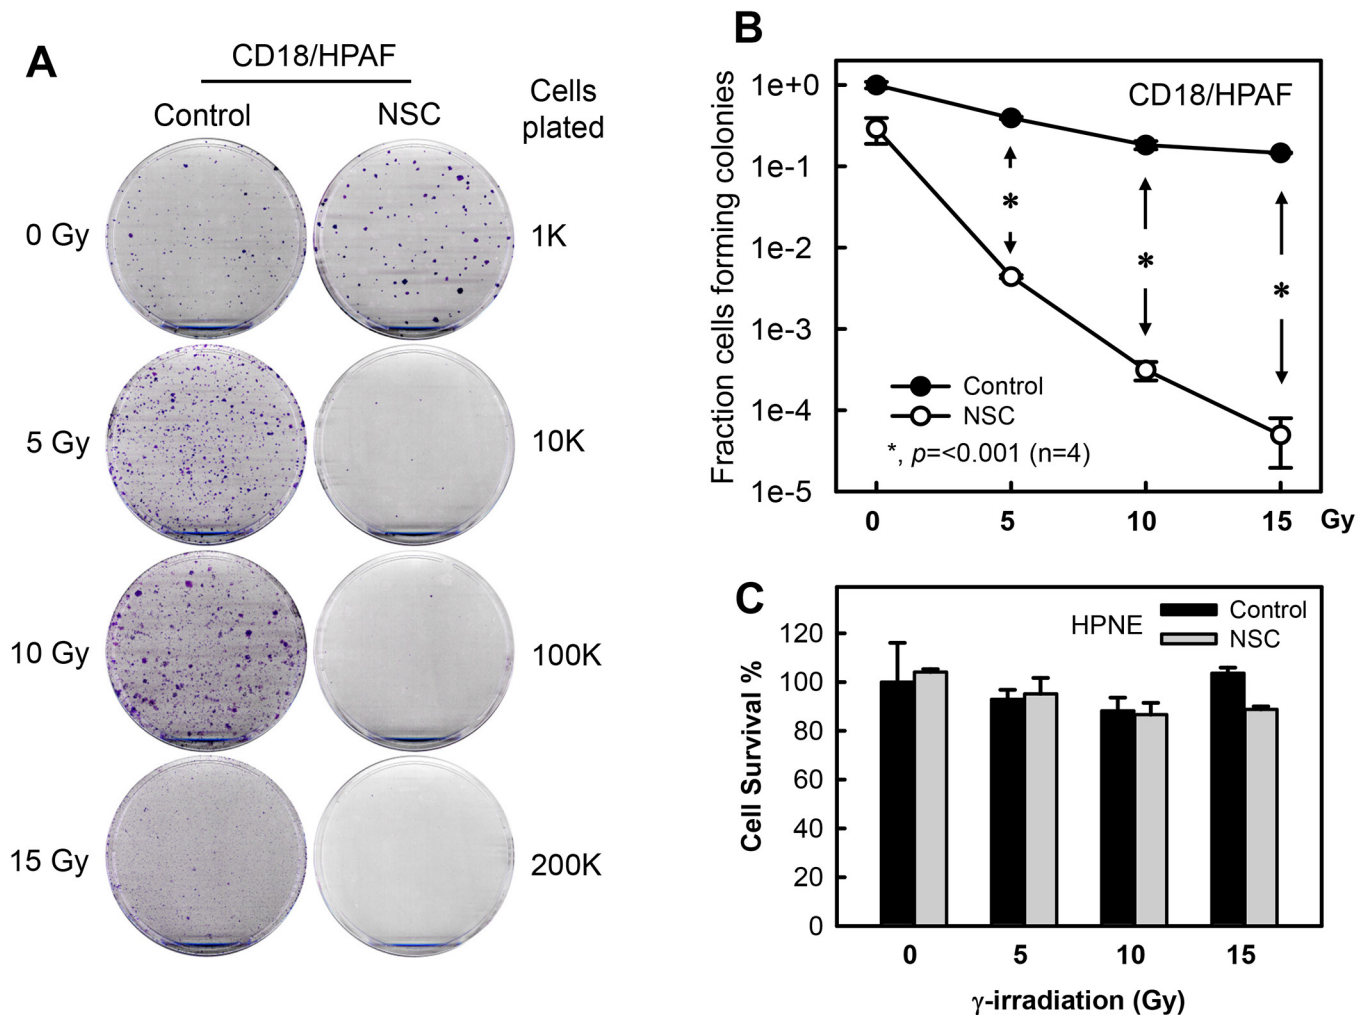 A
CD18/HPAF
Control
NSC
Cells
plated
0 Gy
1K
5 Gy
10K
10 Gy
100K
15 Gy
200K
B
Fraction cells forming colonies
1e+0
1e-1
1e-2
1e-3
1e-4
1e-5
CD18/HPAF
*
*
*
Control
NSC
*, p=<0.001 (n=4)
0 5 10 15 Gy
C
Cell Survival %
120
100
80
60
40
20
0
HPNE
Control
NSC
0 5 10 15
γ-irradiation (Gy)